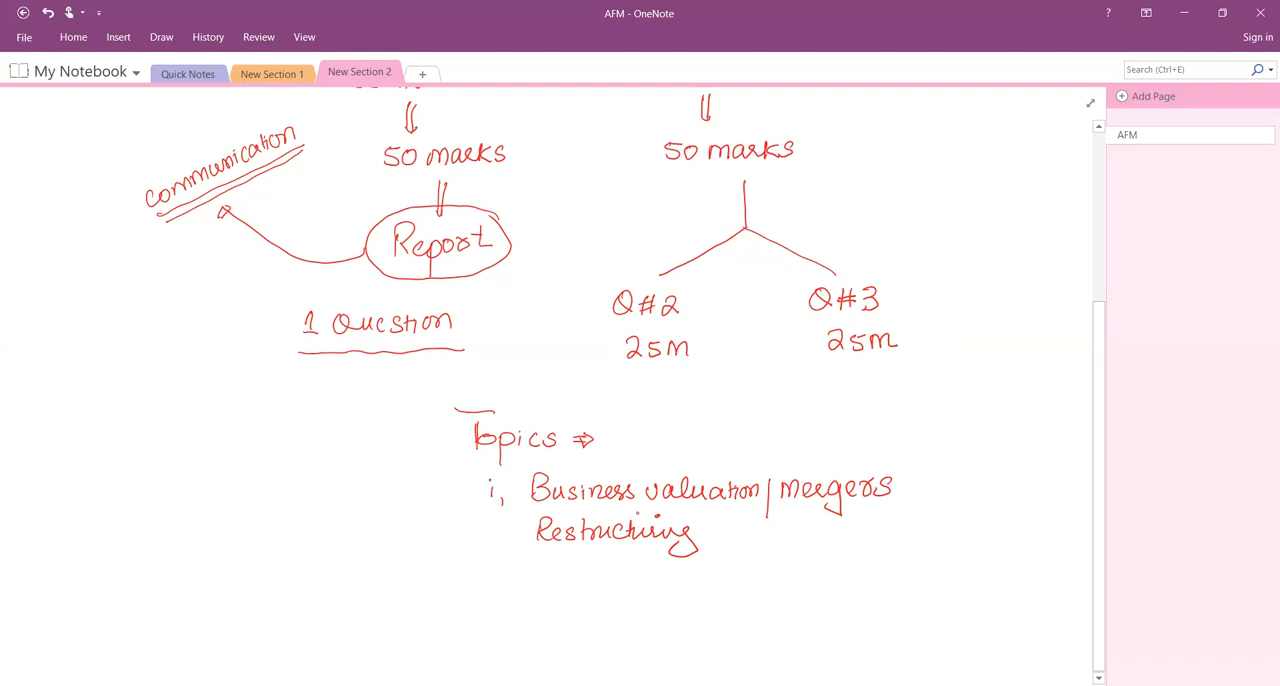 AFM - OneNote
?
File Home Insert Draw History Review View
Sign in
My Notebook
Quick Notes
New Section 1
New Section 2
+
Search (Ctrl+E)
Add Page
AFM
50 marks
50 marks
communication
Report
Q#2
Q#3
1 Question
25M
25M
Topics ⇒
i, Business valuation/Mergers
Restructuring